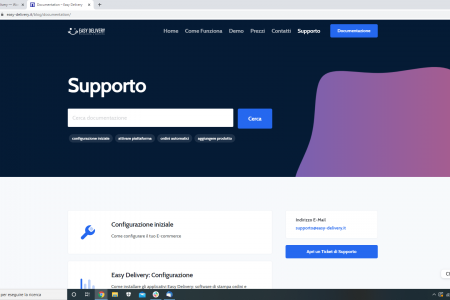 Documentation - Easy Delivery
easy-delivery.it/blog/documentation/
EASY DELIVERY
Home
Come Funziona
Demo
Prezzi
Contatti
Supporto
Documentazione
Supporto
Cerca documentazione
Cerca
configurazione iniziale
attivare piattaforma
ordini automatici
aggiungere prodotto
Configurazione iniziale
Come configurare il tuo E-commerce
Indirizzo E-Mail
supporto@easy-delivery.it
Apri un Ticket di Supporto
Easy Delivery: Configurazione
Come installare gli applicativi Easy Delivery: software di stampa ordini e
per eseguire la ricerca